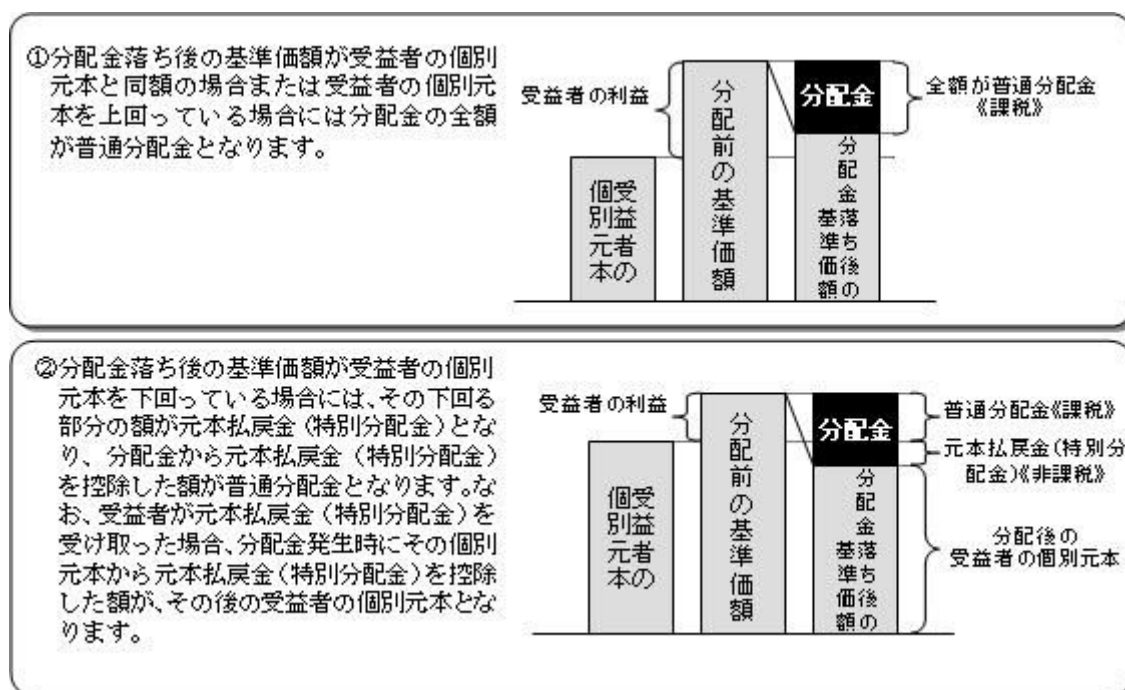 ①分配金落ち後の基準価額が受益者の個別
元本と同額の場合または受益者の個別元
本を上回っている場合には分配金の全額
が普通分配金となります。
受益者の利益
受益者の
個別元本
分配前の基準価額
分配金
分配金落ち後の
基準価額
全額が普通分配金
《課税》
②分配金落ち後の基準価額が受益者の個別
元本を下回っている場合には、その下回る
部分の額が元本払戻金(特別分配金)とな
り、分配金から元本払戻金(特別分配金)
を控除した額が普通分配金となります。な
お、受益者が元本払戻金(特別分配金)を
受け取った場合、分配金発生時にその個別
元本から元本払戻金(特別分配金)を控除
した額が、その後の受益者の個別元本とな
ります。
受益者の利益
受益者の
個別元本
分配前の基準価額
分配金
分配金落ち後の
基準価額
普通分配金《課税》
元本払戻金(特別分
配金)《非課税》
分配後の
受益者の個別元本